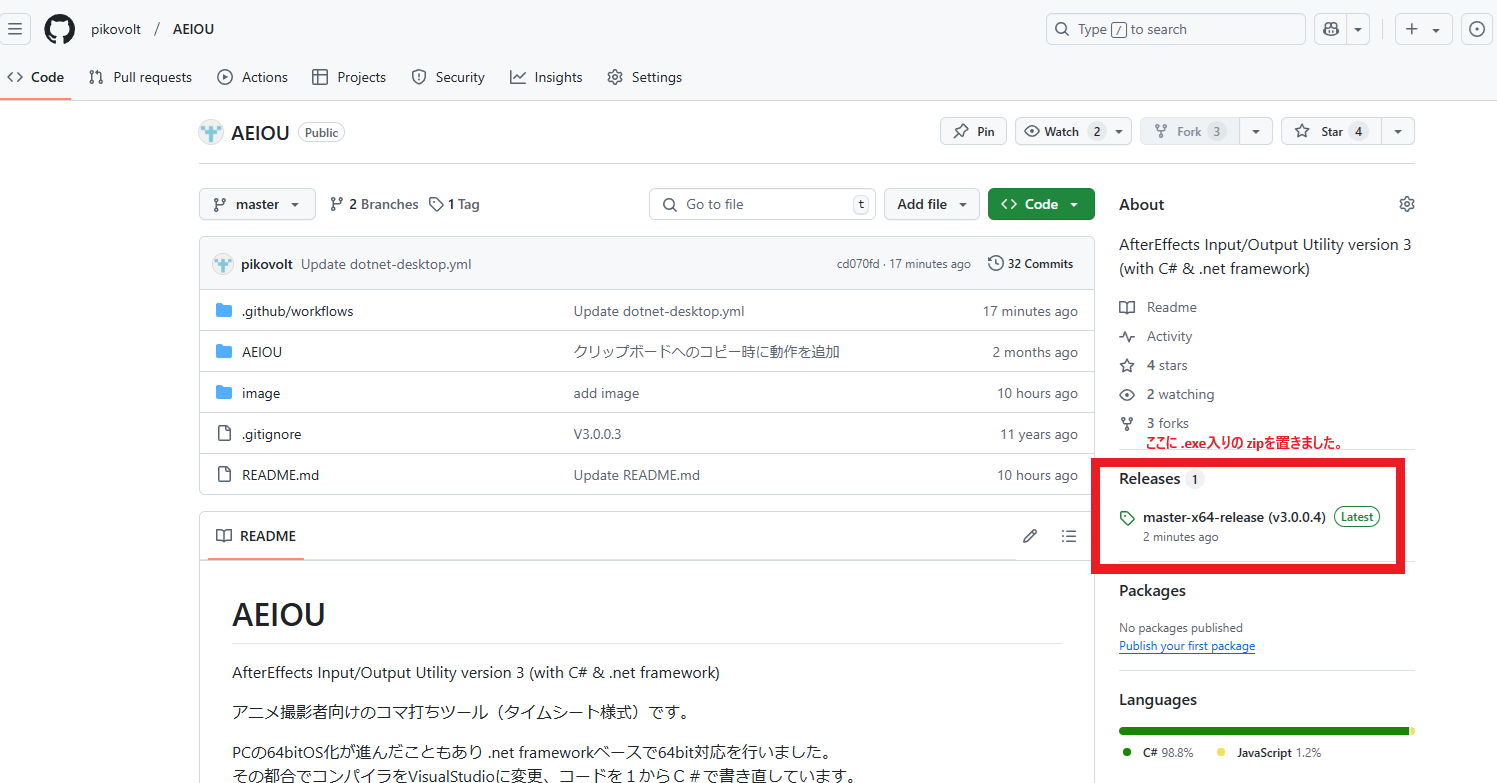 pikovolt / AEIOU
Type / to search
Code Pull requests Actions Projects Security Insights Settings
AEIOU Public
Pin Watch 2 Fork 3 Star 4
master 2 Branches 1 Tag
Go to file t Add file Code
pikovolt Update dotnet-desktop.yml cd070fd · 17 minutes ago 32 Commits
.github/workflows Update dotnet-desktop.yml 17 minutes ago
AEIOU クリップボードへのコピー時に動作を追加 2 months ago
image add image 10 hours ago
.gitignore V3.0.0.3 11 years ago
README.md Update README.md 10 hours ago
README
AEIOU
AfterEffects Input/Output Utility version 3 (with C# & .net framework)
アニメ撮影者向けのコマ打ちツール（タイムシート様式）です。
PCの64bitOS化が進んだこともあり .net frameworkベースで64bit対応を行いました。
その都合でコンパイラをVisualStudioに変更、コードを１からＣ＃で書き直しています。
About
AfterEffects Input/Output Utility version 3
(with C# & .net framework)
Readme
Activity
4 stars
2 watching
3 forks
ここに .exe入りの zipを置きました。
Releases 1
master-x64-release (v3.0.0.4) Latest
2 minutes ago
Packages
No packages published
Publish your first package
Languages
C# 98.8% JavaScript 1.2%